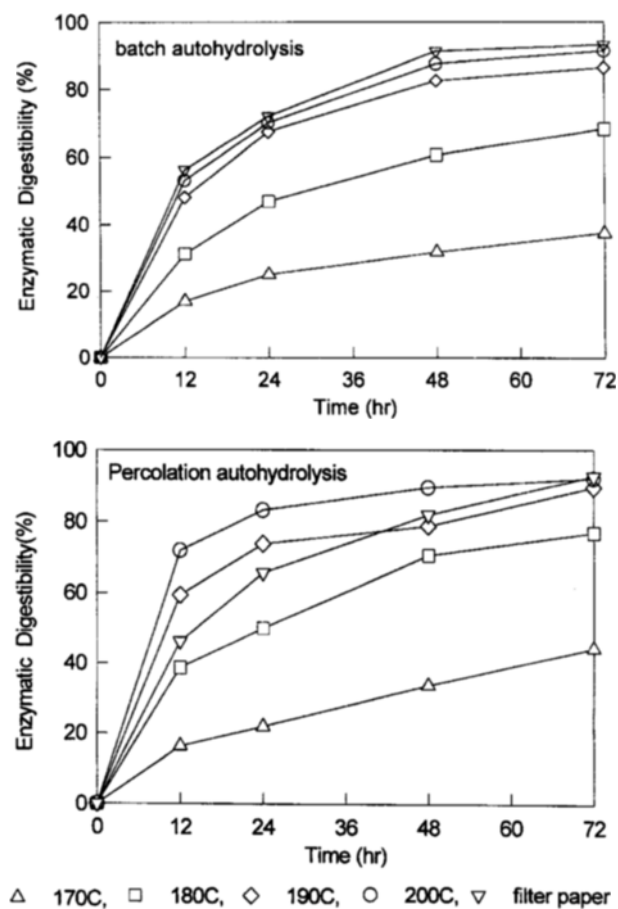 100
batch autohydrolysis
80
60
40
20
0
Enzymatic Digestibility (%)
0 12 24 36 48 60 72
Time (hr)
100
Percolation autohydrolysis
80
60
40
20
0
Enzymatic Digestibility(%)
0 12 24 36 48 60 72
Time (hr)
170C, 180C, 190C, 200C, filter paper